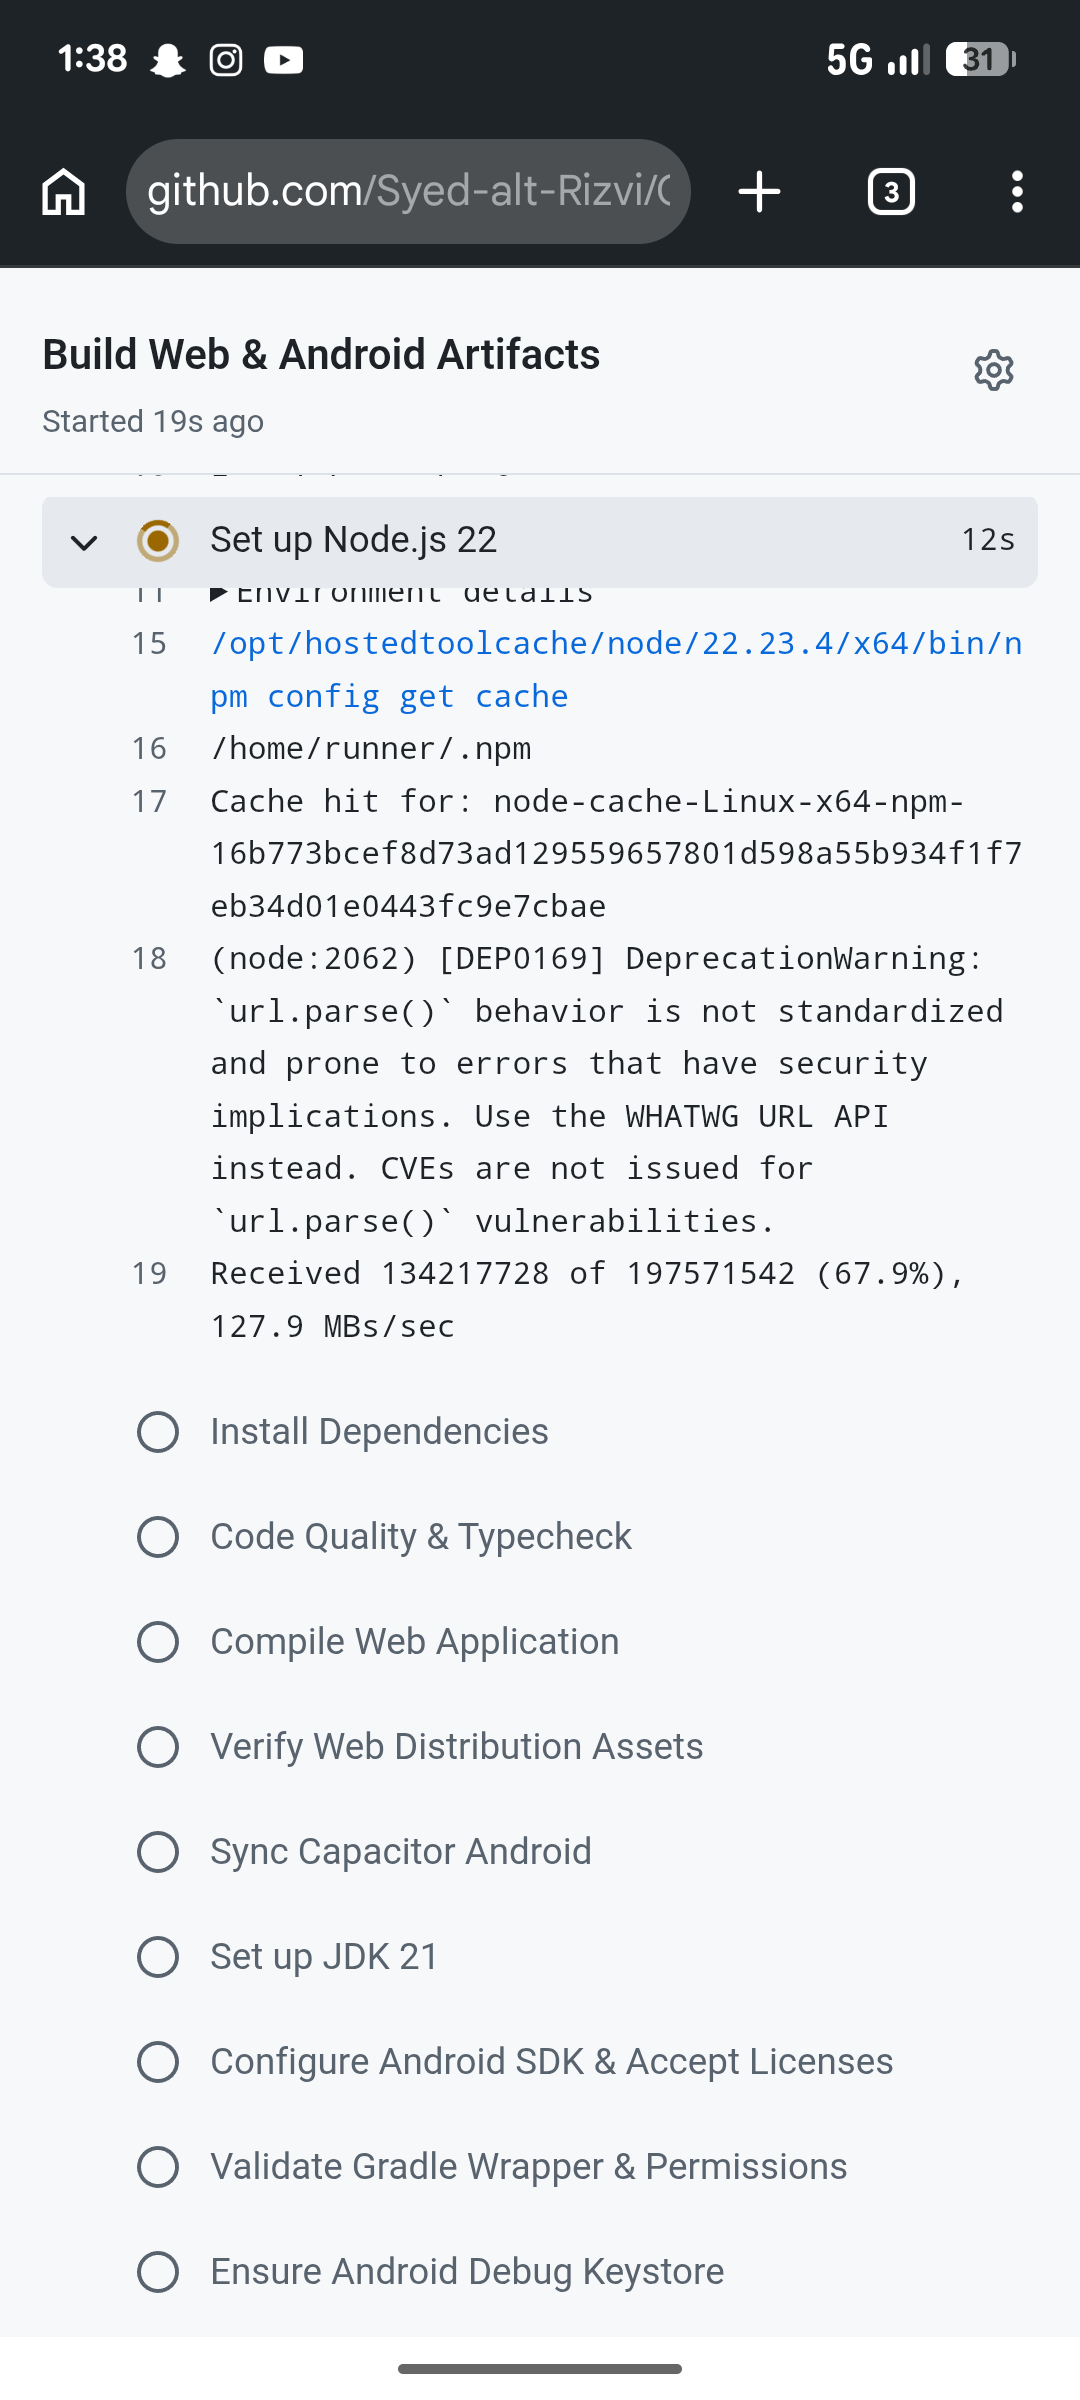 1:38
5G
31
github.com/Syed-alt-Rizvi/
3
Build Web & Android Artifacts
Started 19s ago
Set up Node.js 22
12s
11 Environment details
15 /opt/hostedtoolcache/node/22.23.4/x64/bin/n
pm config get cache
16 /home/runner/.npm
17 Cache hit for: node-cache-Linux-x64-npm-
16b773bcef8d73ad129559657801d598a55b934f1f7
eb34d01e0443fc9e7cbae
18 (node:2062) [DEP0169] DeprecationWarning:
`url.parse()` behavior is not standardized
and prone to errors that have security
implications. Use the WHATWG URL API
instead. CVEs are not issued for
`url.parse()` vulnerabilities.
19 Received 134217728 of 197571542 (67.9%),
127.9 MBs/sec
Install Dependencies
Code Quality & Typecheck
Compile Web Application
Verify Web Distribution Assets
Sync Capacitor Android
Set up JDK 21
Configure Android SDK & Accept Licenses
Validate Gradle Wrapper & Permissions
Ensure Android Debug Keystore